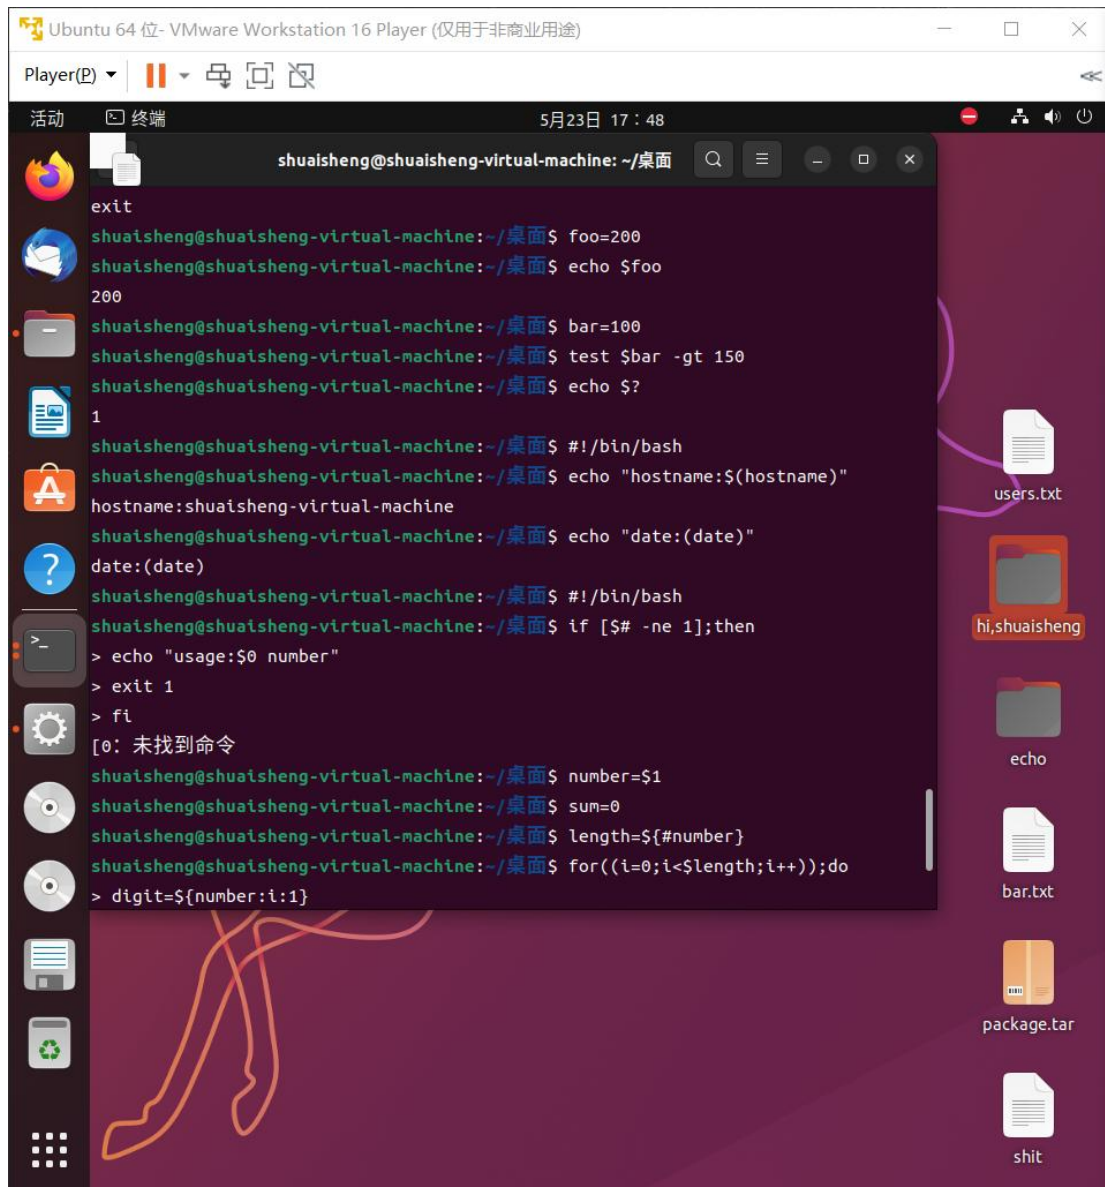 Ubuntu 64 位- VMware Workstation 16 Player (仅用于非商业用途)
Player(P)
活动 终端 5月23日 17：48
shuaisheng@shuaisheng-virtual-machine: ~/桌面
exit
shuaisheng@shuaisheng-virtual-machine:~/桌面$ foo=200
shuaisheng@shuaisheng-virtual-machine:~/桌面$ echo $foo
200
shuaisheng@shuaisheng-virtual-machine:~/桌面$ bar=100
shuaisheng@shuaisheng-virtual-machine:~/桌面$ test $bar -gt 150
shuaisheng@shuaisheng-virtual-machine:~/桌面$ echo $?
1
shuaisheng@shuaisheng-virtual-machine:~/桌面$ #!/bin/bash
shuaisheng@shuaisheng-virtual-machine:~/桌面$ echo "hostname:$(hostname)"
hostname:shuaisheng-virtual-machine
shuaisheng@shuaisheng-virtual-machine:~/桌面$ echo "date:(date)"
date:(date)
shuaisheng@shuaisheng-virtual-machine:~/桌面$ #!/bin/bash
shuaisheng@shuaisheng-virtual-machine:~/桌面$ if [$# -ne 1];then
> echo "usage:$0 number"
> exit 1
> fi
[0：未找到命令
shuaisheng@shuaisheng-virtual-machine:~/桌面$ number=$1
shuaisheng@shuaisheng-virtual-machine:~/桌面$ sum=0
shuaisheng@shuaisheng-virtual-machine:~/桌面$ length=${#number}
shuaisheng@shuaisheng-virtual-machine:~/桌面$ for((i=0;i<$length;i++));do
> digit=${number:i:1}
users.txt
hi,shuaisheng
echo
bar.txt
package.tar
shit